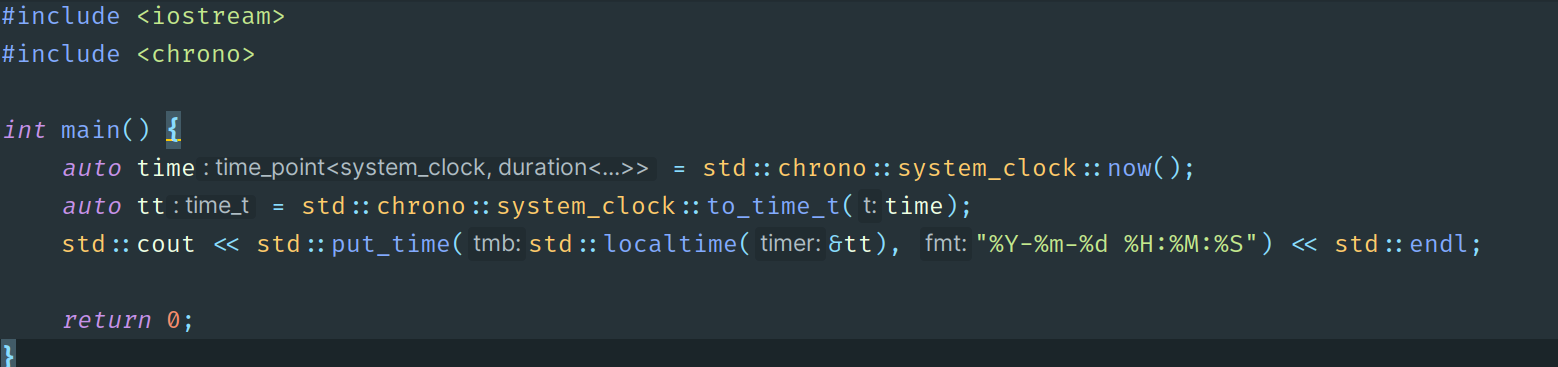 #include <iostream>
#include <chrono>
int main() {
auto time : time_point<system_clock, duration<...>> = std::chrono::system_clock::now();
auto tt : time_t = std::chrono::system_clock::to_time_t( t: time);
std::cout << std::put_time( tmb: std::localtime( timer: &tt), fmt: "%Y-%m-%d %H:%M:%S") << std::endl;
return 0;
}